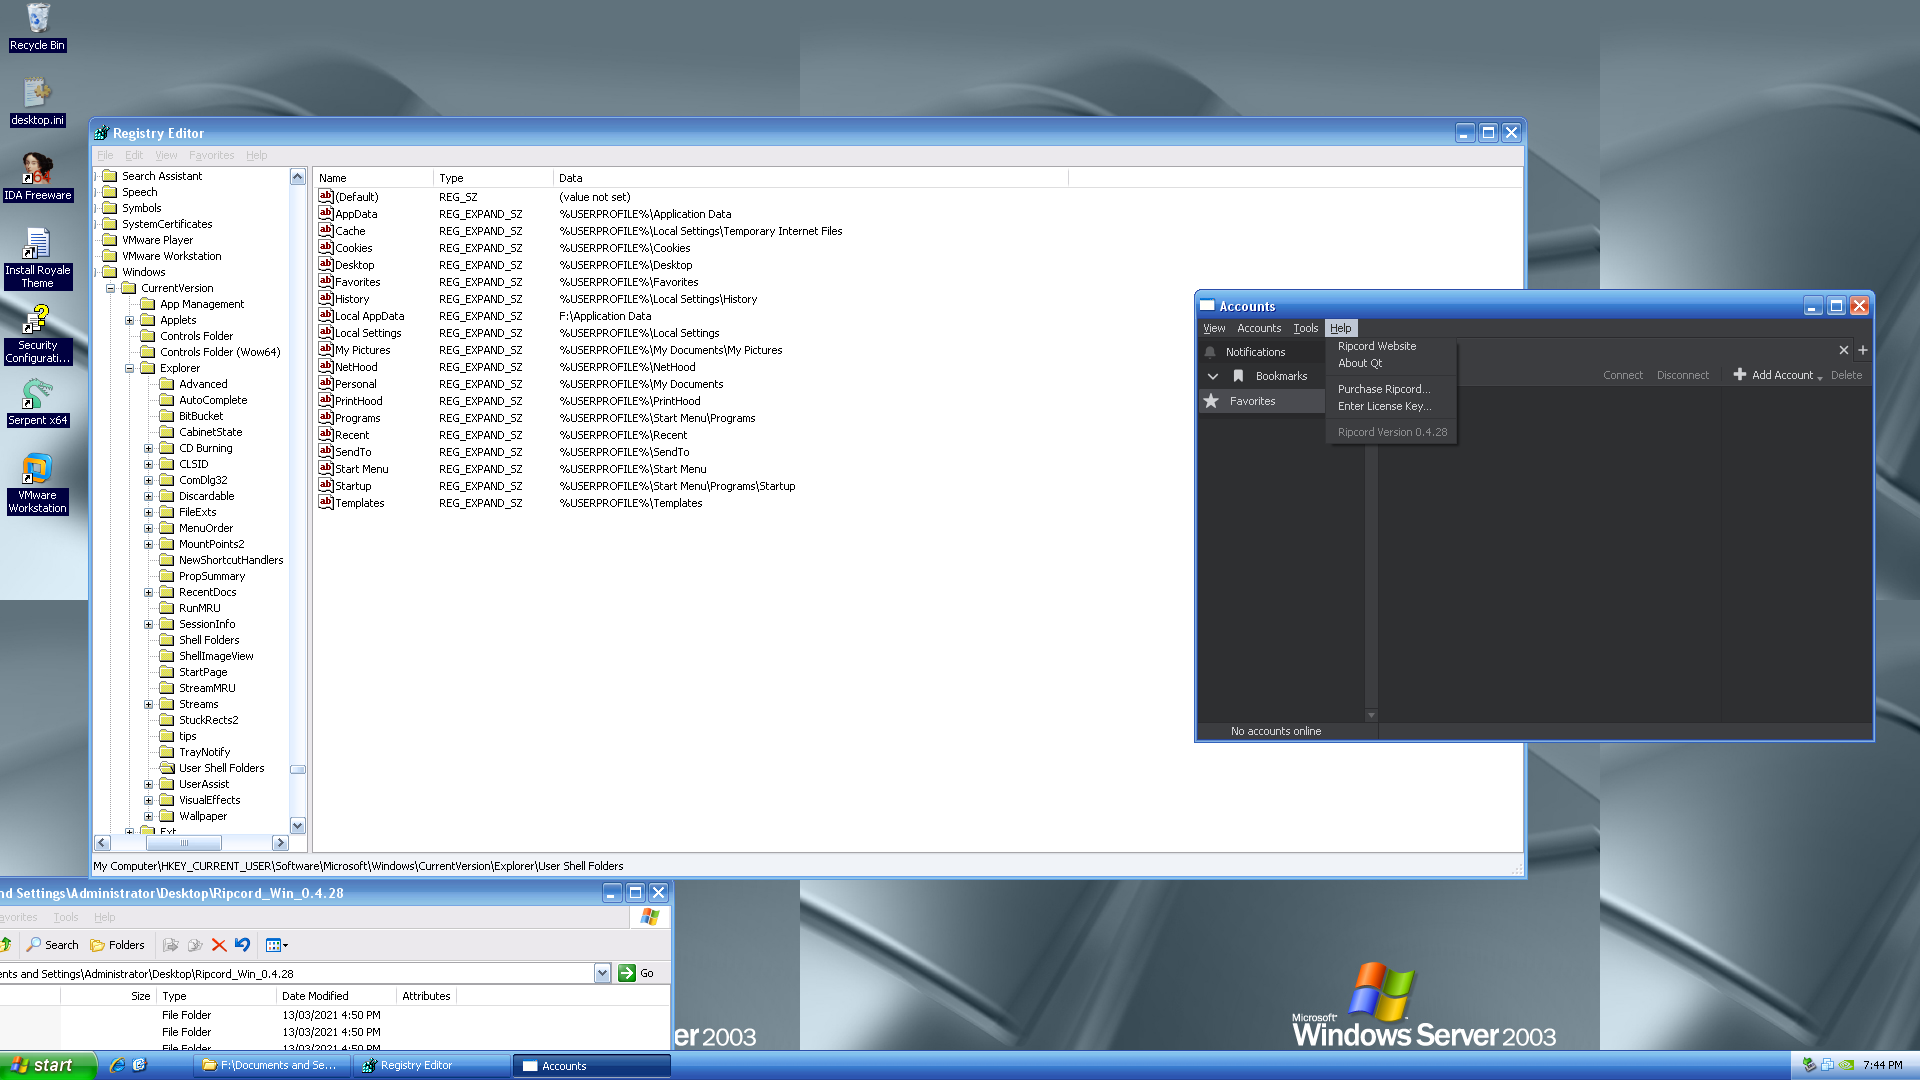 Recycle Bin
desktop.ini
IDA Freeware
Install Royale
Theme
Security
Configurati...
Serpent x64
VMware
Workstation
Registry Editor
File Edit View Favorites Help
Search Assistant
Speech
Symbols
SystemCertificates
VMware Player
VMware Workstation
Windows
CurrentVersion
App Management
Applets
Controls Folder
Controls Folder (Wow64)
Explorer
Advanced
AutoComplete
BitBucket
CabinetState
CD Burning
CLSID
ComDlg32
Discardable
FileExts
MenuOrder
MountPoints2
NewShortcutHandlers
PropSummary
RecentDocs
RunMRU
SessionInfo
Shell Folders
ShellImageView
StartPage
StreamMRU
Streams
StuckRects2
tips
TrayNotify
User Shell Folders
UserAssist
VisualEffects
Wallpaper
Ext
Name Type Data
(Default) REG_SZ (value not set)
AppData REG_EXPAND_SZ %USERPROFILE%\Application Data
Cache REG_EXPAND_SZ %USERPROFILE%\Local Settings\Temporary Internet Files
Cookies REG_EXPAND_SZ %USERPROFILE%\Cookies
Desktop REG_EXPAND_SZ %USERPROFILE%\Desktop
Favorites REG_EXPAND_SZ %USERPROFILE%\Favorites
History REG_EXPAND_SZ %USERPROFILE%\Local Settings\History
Local AppData REG_EXPAND_SZ F:\Application Data
Local Settings REG_EXPAND_SZ %USERPROFILE%\Local Settings
My Pictures REG_EXPAND_SZ %USERPROFILE%\My Documents\My Pictures
NetHood REG_EXPAND_SZ %USERPROFILE%\NetHood
Personal REG_EXPAND_SZ %USERPROFILE%\My Documents
PrintHood REG_EXPAND_SZ %USERPROFILE%\PrintHood
Programs REG_EXPAND_SZ %USERPROFILE%\Start Menu\Programs
Recent REG_EXPAND_SZ %USERPROFILE%\Recent
SendTo REG_EXPAND_SZ %USERPROFILE%\SendTo
Start Menu REG_EXPAND_SZ %USERPROFILE%\Start Menu
Startup REG_EXPAND_SZ %USERPROFILE%\Start Menu\Programs\Startup
Templates REG_EXPAND_SZ %USERPROFILE%\Templates
My Computer\HKEY_CURRENT_USER\Software\Microsoft\Windows\CurrentVersion\Explorer\User Shell Folders
Accounts
View Accounts Tools Help
Notifications
Bookmarks
Favorites
Ripcord Website
About Qt
Purchase Ripcord...
Enter License Key...
Ripcord Version 0.4.28
Connect Disconnect Add Account Delete
No accounts online
nd Settings\Administrator\Desktop\Ripcord_Win_0.4.28
avorites Tools Help
Search Folders
ents and Settings\Administrator\Desktop\Ripcord_Win_0.4.28 Go
Size Type Date Modified Attributes
File Folder 13/03/2021 4:50 PM
File Folder 13/03/2021 4:50 PM
File Folder 13/03/2021 4:50 PM
er 2003
Microsoft
Windows Server 2003
start F:\Documents and Se... Registry Editor Accounts 7:44 PM